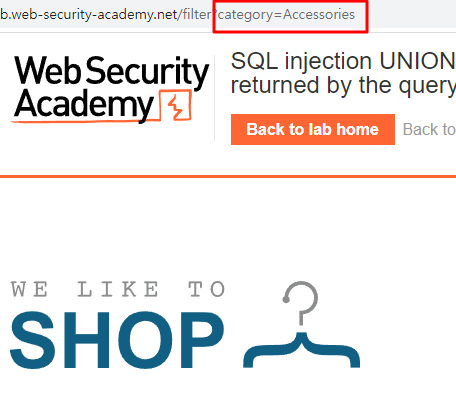 b.web-security-academy.net/filter?category=Accessories
Web Security
Academy
SQL injection UNION
returned by the query
Back to lab home
Back to
WE LIKE TO
SHOP